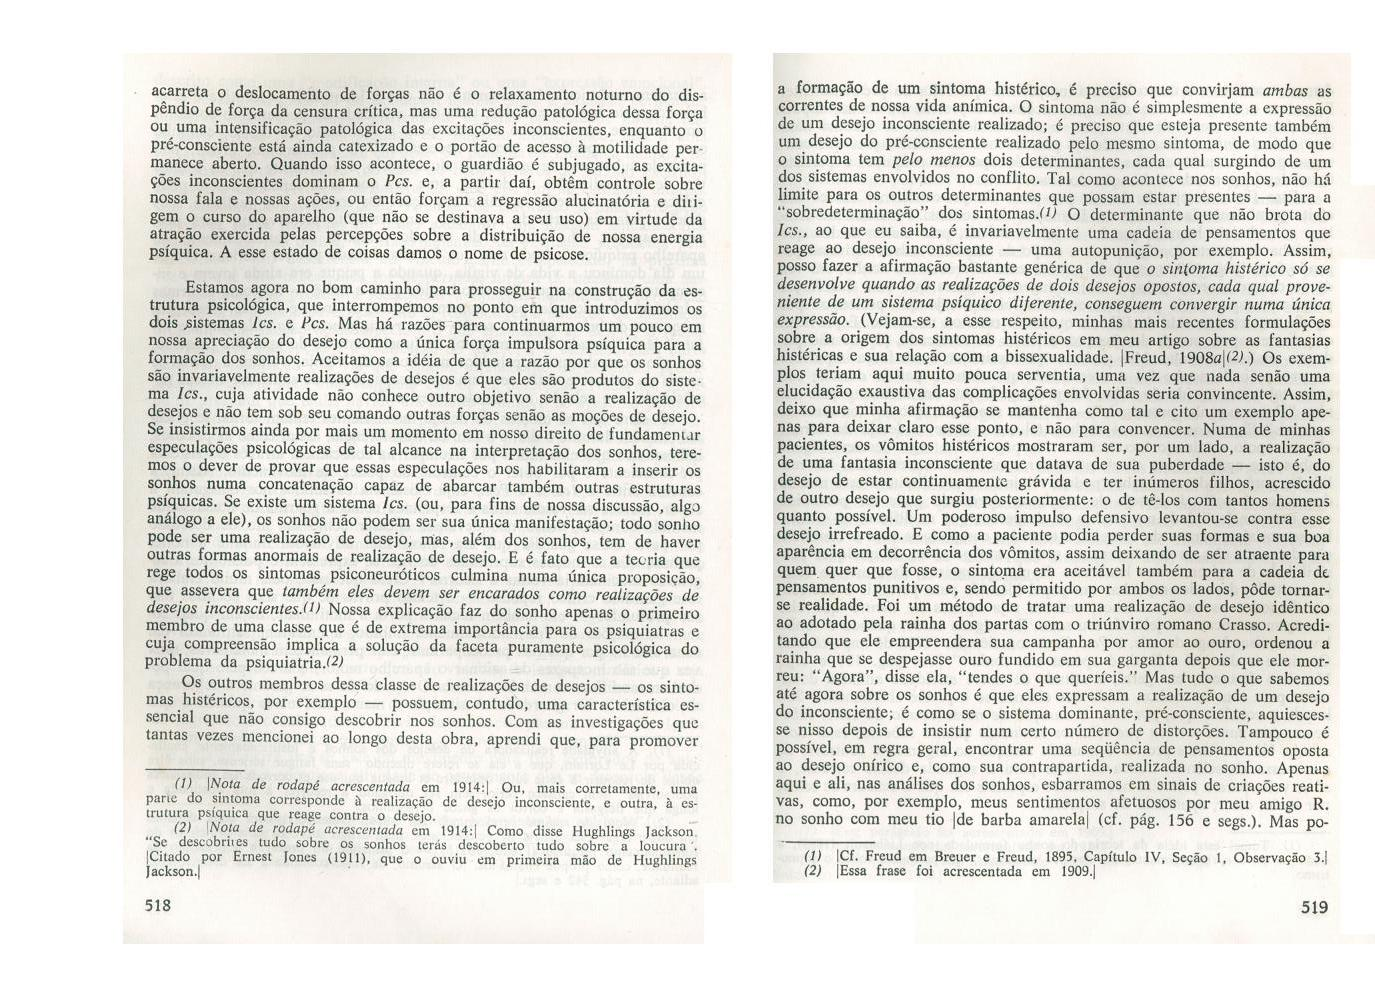 acarreta o deslocamento de forças não é o relaxamento noturno do dis-
pêndio de força da censura crítica, mas uma redução patológica dessa força
ou uma intensificação patológica das excitações inconscientes, enquanto o
pré-consciente está ainda catexizado e o portão de acesso à motilidade per-
manece aberto. Quando isso acontece, o guardião é subjugado, as excita-
ções inconscientes dominam o Pcs. e, a partir daí, obtêm controle sobre
nossa fala e nossas ações, ou então forçam a regressão alucinatória e diri-
gem o curso do aparelho (que não se destinava a seu uso) em virtude da
atração exercida pelas percepções sobre a distribuição de nossa energia
psíquica. A esse estado de coisas damos o nome de psicose.
Estamos agora no bom caminho para prosseguir na construção da es-
trutura psicológica, que interrompemos no ponto em que introduzimos os
dois sistemas Ics. e Pcs. Mas há razões para continuarmos um pouco em
nossa apreciação do desejo como a única força impulsora psíquica para a
formação dos sonhos. Aceitamos a idéia de que a razão por que os sonhos
são invariavelmente realizações de desejos é que eles são produtos do siste-
ma Ics., cuja atividade não conhece outro objetivo senão a realização de
desejos e não tem sob seu comando outras forças senão as moções de desejo.
Se insistirmos ainda por mais um momento em nosso direito de fundamentar
especulações psicológicas de tal alcance na interpretação dos sonhos, tere-
mos o dever de provar que essas especulações nos habilitaram a inserir os
sonhos numa concatenação capaz de abarcar também outras estruturas
psíquicas. Se existe um sistema Ics. (ou, para fins de nossa discussão, algo
análogo a ele), os sonhos não podem ser sua única manifestação; todo sonho
pode ser uma realização de desejo, mas, além dos sonhos, tem de haver
outras formas anormais de realização de desejo. E é fato que a teoria que
rege todos os sintomas psiconeuróticos culmina numa única proposição,
que assevera que também eles devem ser encarados como realizações de
desejos inconscientes.(1) Nossa explicação faz do sonho apenas o primeiro
membro de uma classe que é de extrema importância para os psiquiatras e
cuja compreensão implica a solução da faceta puramente psicológica do
problema da psiquiatria.(2)
Os outros membros dessa classe de realizações de desejos — os sinto-
mas histéricos, por exemplo — possuem, contudo, uma característica es-
sencial que não consigo descobrir nos sonhos. Com as investigações que
tantas vezes mencionei ao longo desta obra, aprendi que, para promover
(1) |Nota de rodapé acrescentada em 1914:| Ou, mais corretamente, uma
parte do sintoma corresponde à realização de desejo inconsciente, e outra, à es-
trutura psíquica que reage contra o desejo.
(2) |Nota de rodapé acrescentada em 1914:| Como disse Hughlings Jackson.
"Se descobrires tudo sobre os sonhos terás descoberto tudo sobre a loucura".
|Citado por Ernest Jones (1911), que o ouviu em primeira mão de Hughlings
Jackson.|
518
a formação de um sintoma histérico, é preciso que convirjam ambas as
correntes de nossa vida anímica. O sintoma não é simplesmente a expressão
de um desejo inconsciente realizado; é preciso que esteja presente também
um desejo do pré-consciente realizado pelo mesmo sintoma, de modo que
o sintoma tem pelo menos dois determinantes, cada qual surgindo de um
dos sistemas envolvidos no conflito. Tal como acontece nos sonhos, não há
limite para os outros determinantes que possam estar presentes — para a
"sobredeterminação" dos sintomas.(1) O determinante que não brota do
Ics., ao que eu saiba, é invariavelmente uma cadeia de pensamentos que
reage ao desejo inconsciente — uma autopunição, por exemplo. Assim,
posso fazer a afirmação bastante genérica de que o sintoma histérico só se
desenvolve quando as realizações de dois desejos opostos, cada qual prove-
niente de um sistema psíquico diferente, conseguem convergir numa única
expressão. (Vejam-se, a esse respeito, minhas mais recentes formulações
sobre a origem dos sintomas histéricos em meu artigo sobre as fantasias
histéricas e sua relação com a bissexualidade. |Freud, 1908a|(2).) Os exem-
plos teriam aqui muito pouca serventia, uma vez que nada senão uma
elucidação exaustiva das complicações envolvidas seria convincente. Assim,
deixo que minha afirmação se mantenha como tal e cito um exemplo ape-
nas para deixar claro esse ponto, e não para convencer. Numa de minhas
pacientes, os vômitos histéricos mostraram ser, por um lado, a realização
de uma fantasia inconsciente que datava de sua puberdade — isto é, do
desejo de estar continuamente grávida e ter inúmeros filhos, acrescido
de outro desejo que surgiu posteriormente: o de tê-los com tantos homens
quanto possível. Um poderoso impulso defensivo levantou-se contra esse
desejo irrefreado. E como a paciente podia perder suas formas e sua boa
aparência em decorrência dos vômitos, assim deixando de ser atraente para
quem quer que fosse, o sintoma era aceitável também para a cadeia de
pensamentos punitivos e, sendo permitido por ambos os lados, pôde tornar-
se realidade. Foi um método de tratar uma realização de desejo idêntico
ao adotado pela rainha dos partas com o triúnviro romano Crasso. Acredi-
tando que ele empreendera sua campanha por amor ao ouro, ordenou a
rainha que se despejasse ouro fundido em sua garganta depois que ele mor-
reu: "Agora", disse ela, "tendes o que queríeis." Mas tudo o que sabemos
até agora sobre os sonhos é que eles expressam a realização de um desejo
do inconsciente; é como se o sistema dominante, pré-consciente, aquiesces-
se nisso depois de insistir num certo número de distorções. Tampouco é
possível, em regra geral, encontrar uma seqüência de pensamentos oposta
ao desejo onírico e, como sua contrapartida, realizada no sonho. Apenas
aqui e ali, nas análises dos sonhos, esbarramos em sinais de criações reati-
vas, como, por exemplo, meus sentimentos afetuosos por meu amigo R.
no sonho com meu tio |de barba amarela| (cf. pág. 156 e segs.). Mas po-
(1) |Cf. Freud em Breuer e Freud, 1895, Capítulo IV, Seção 1, Observação 3.|
(2) |Essa frase foi acrescentada em 1909.|
519